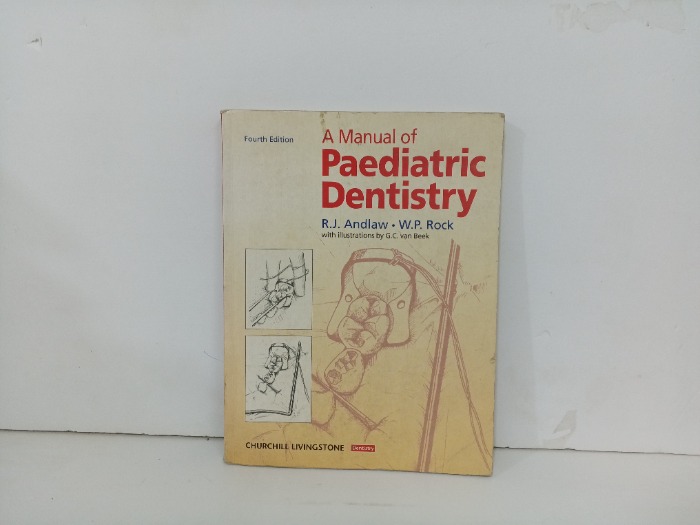 Fourth Edition
A Manual of
Paediatric
Dentistry
R.J. Andlaw • W.P. Rock
with illustrations by G.C. van Beek
CHURCHILL LIVINGSTONE Dentistry